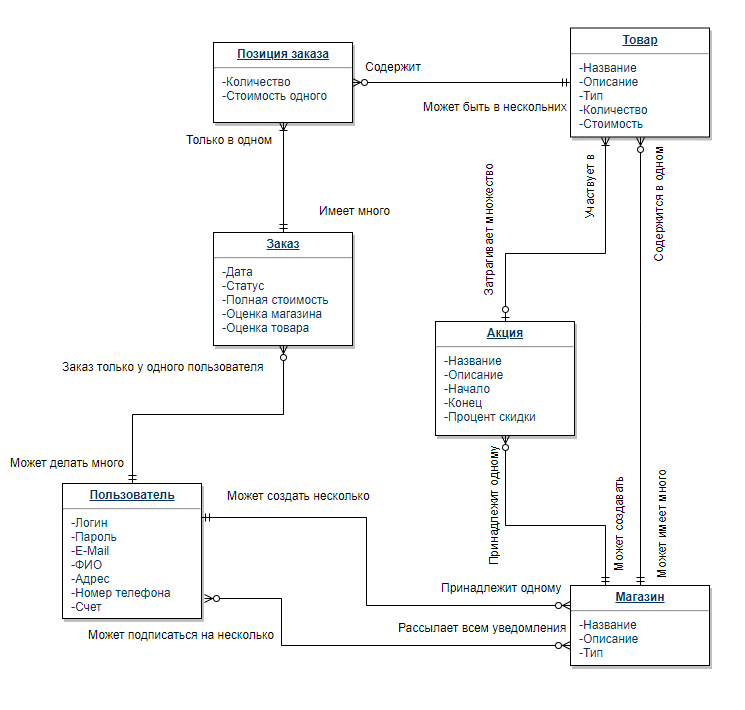 Позиция заказа
-Количество
-Стоимость одного
Содержит
Товар
-Название
-Описание
-Тип
-Количество
-Стоимость
Может быть в нескольних
Только в одном
Имеет много
Затрагивает множество
Участвует в
Содержится в одном
Заказ
-Дата
-Статус
-Полная стоимость
-Оценка магазина
-Оценка товара
Акция
-Название
-Описание
-Начало
-Конец
-Процент скидки
Заказ только у одного пользователя
Может делать много
Пользователь
-Логин
-Пароль
-E-Mail
-ФИО
-Адрес
-Номер телефона
-Счет
Может создать несколько
Принадлежит одному
Может создавать
Может имеет много
Принадлежит одному
Магазин
-Название
-Описание
-Тип
Рассылает всем уведомления
Может подписаться на несколько